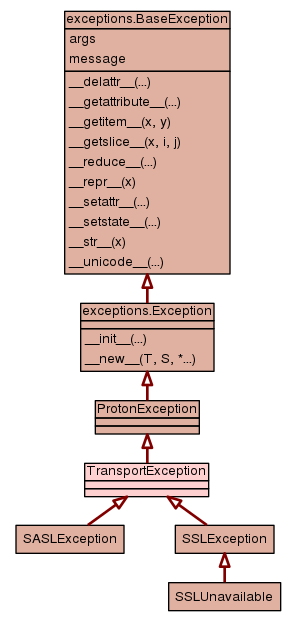 exceptions.BaseException
args
message
__delattr__(...)
__getattribute__(...)
__getitem__(x, y)
__getslice__(x, i, j)
__reduce__(...)
__repr__(x)
__setattr__(...)
__setstate__(...)
__str__(x)
__unicode__(...)
exceptions.Exception
__init__(...)
__new__(T, S, *...)
ProtonException
TransportException
SASLException
SSLException
SSLUnavailable